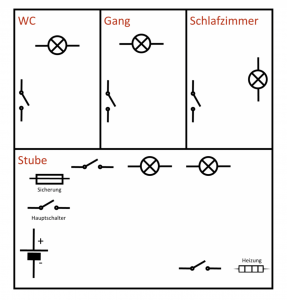 WC
Gang
Schlafzimmer
Stube
Sicherung
Hauptschalter
+
-
Heizung